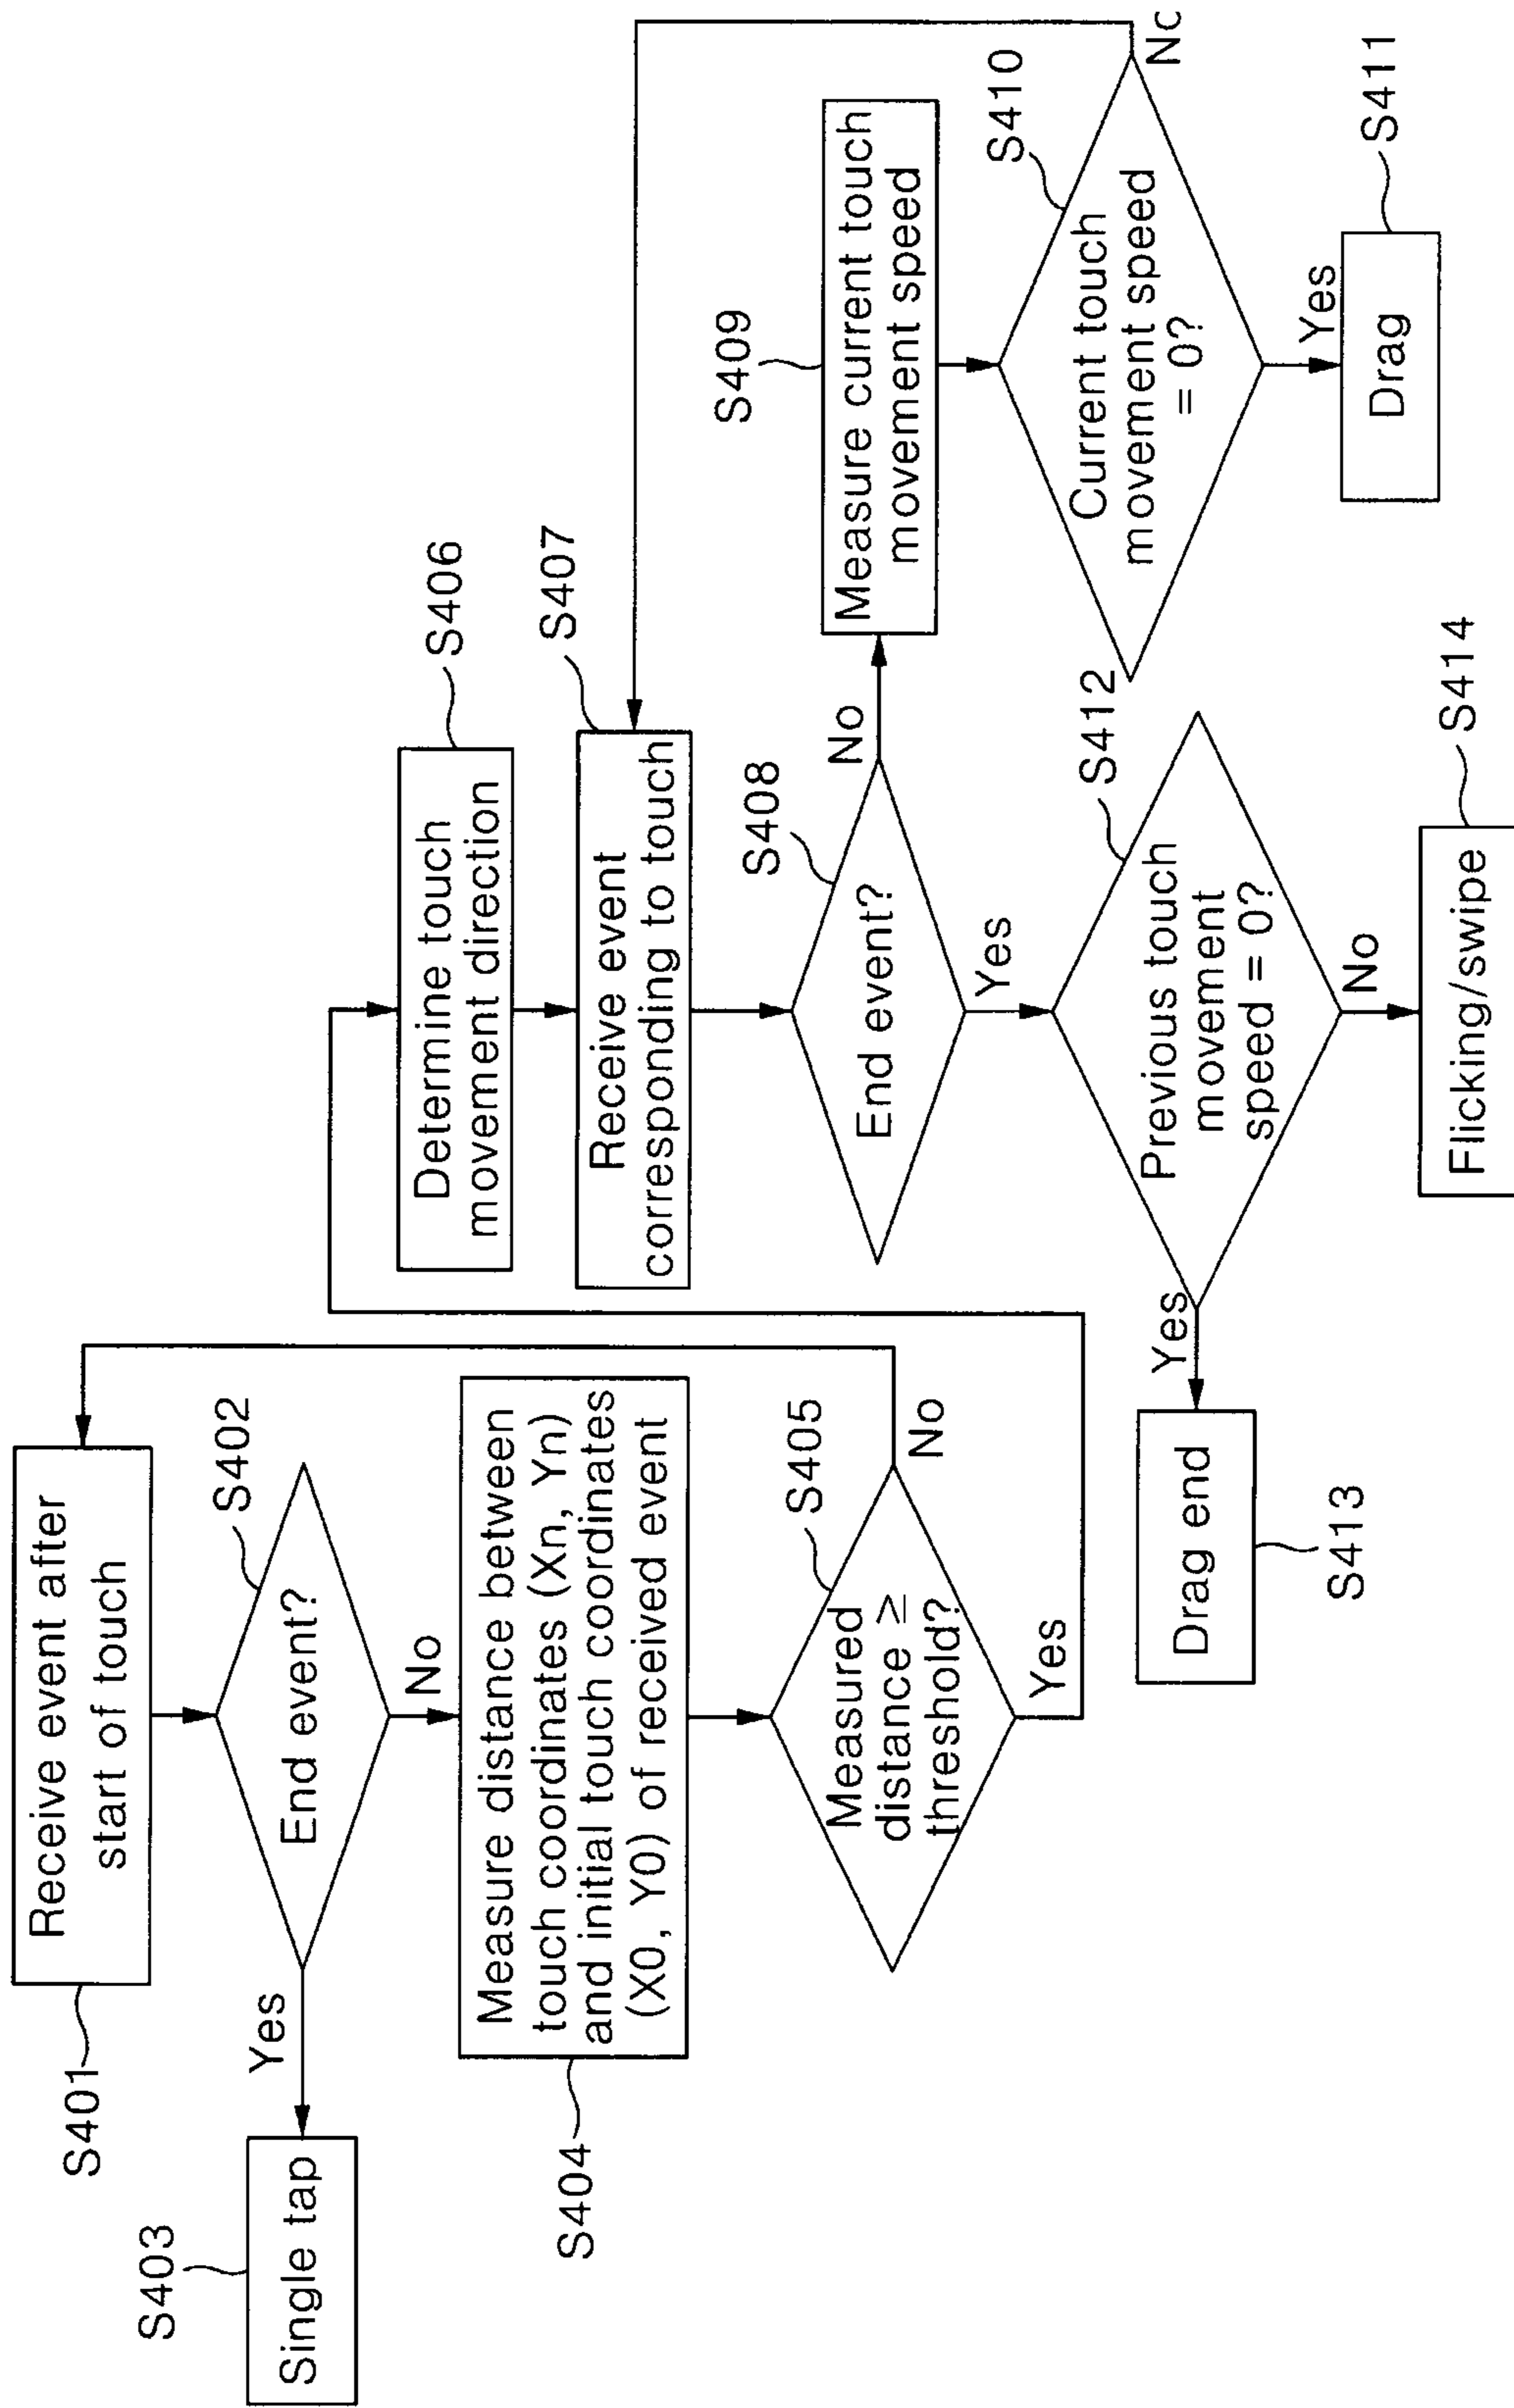 S401
Receive event after
start of touch
S402
End event?
Yes
No
S403
Single tap
S404
Measure distance between
touch coordinates (Xn, Yn)
and initial touch coordinates
(X0, Y0) of received event
S405
Measured
distance ≥
threshold?
No
Yes
S406
Determine touch
movement direction
S407
Receive event
corresponding to touch
S408
End event?
No
Yes
S409
Measure current touch
movement speed
S410
Current touch
movement speed
= 0?
No
Yes
S411
Drag
S412
Previous touch
movement
speed = 0?
Yes
No
Drag end
S413
S414
Flicking/swipe